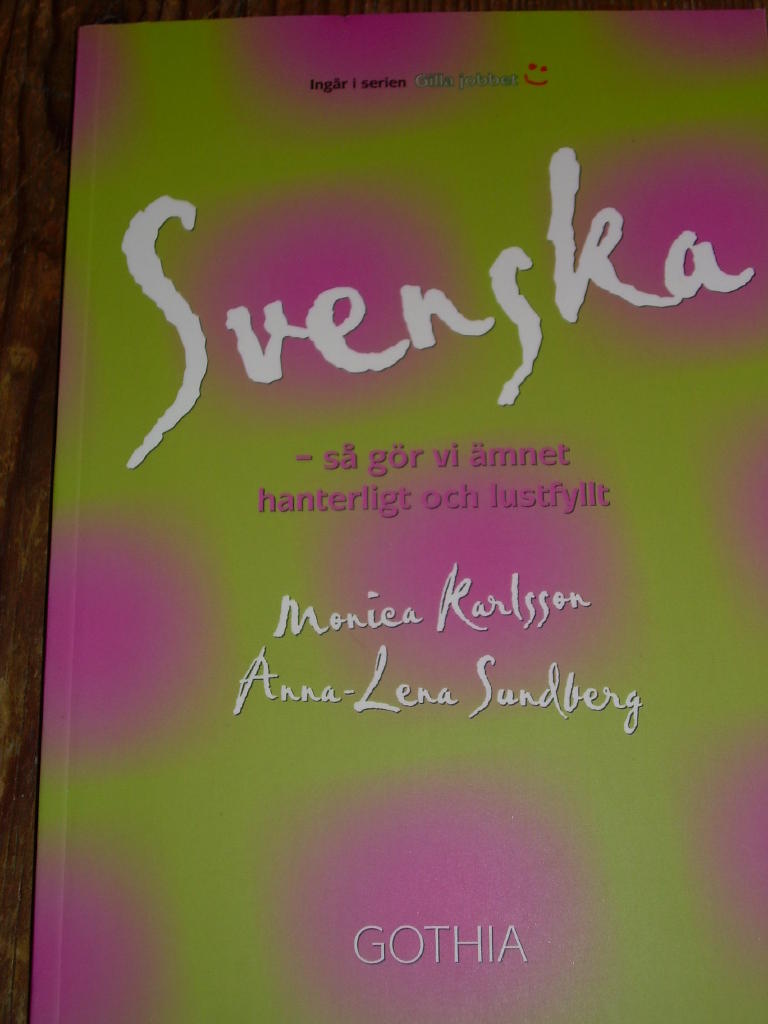 Ingår i serien Gilla jobbet
Svenska
– så gör vi ämnet
hanterligt och lustfyllt
Monica Karlsson
Anna-Lena Sundberg
GOTHIA